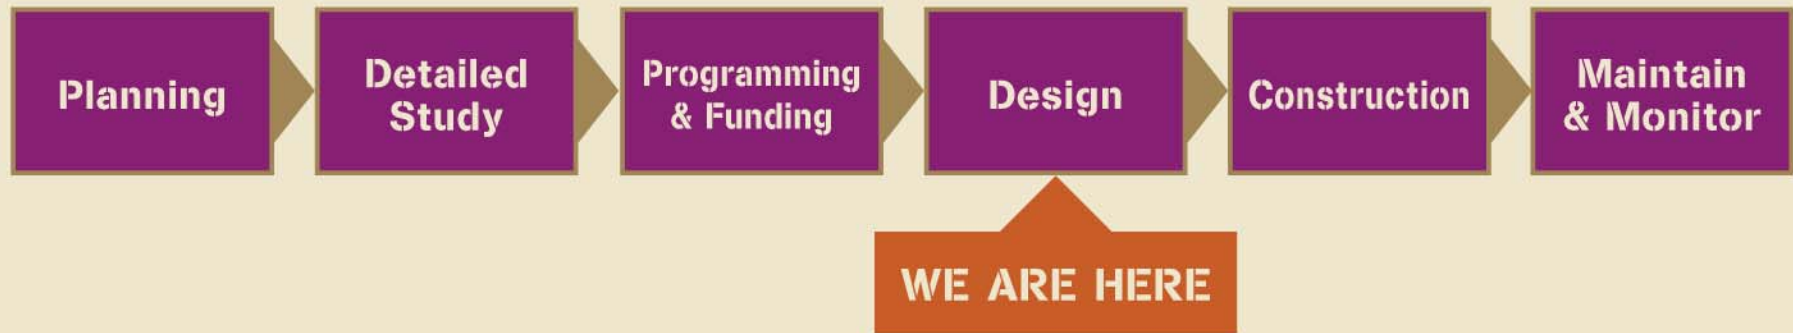 Planning
Detailed
Study
Programming
& Funding
Design
Construction
Maintain
& Monitor
WE ARE HERE